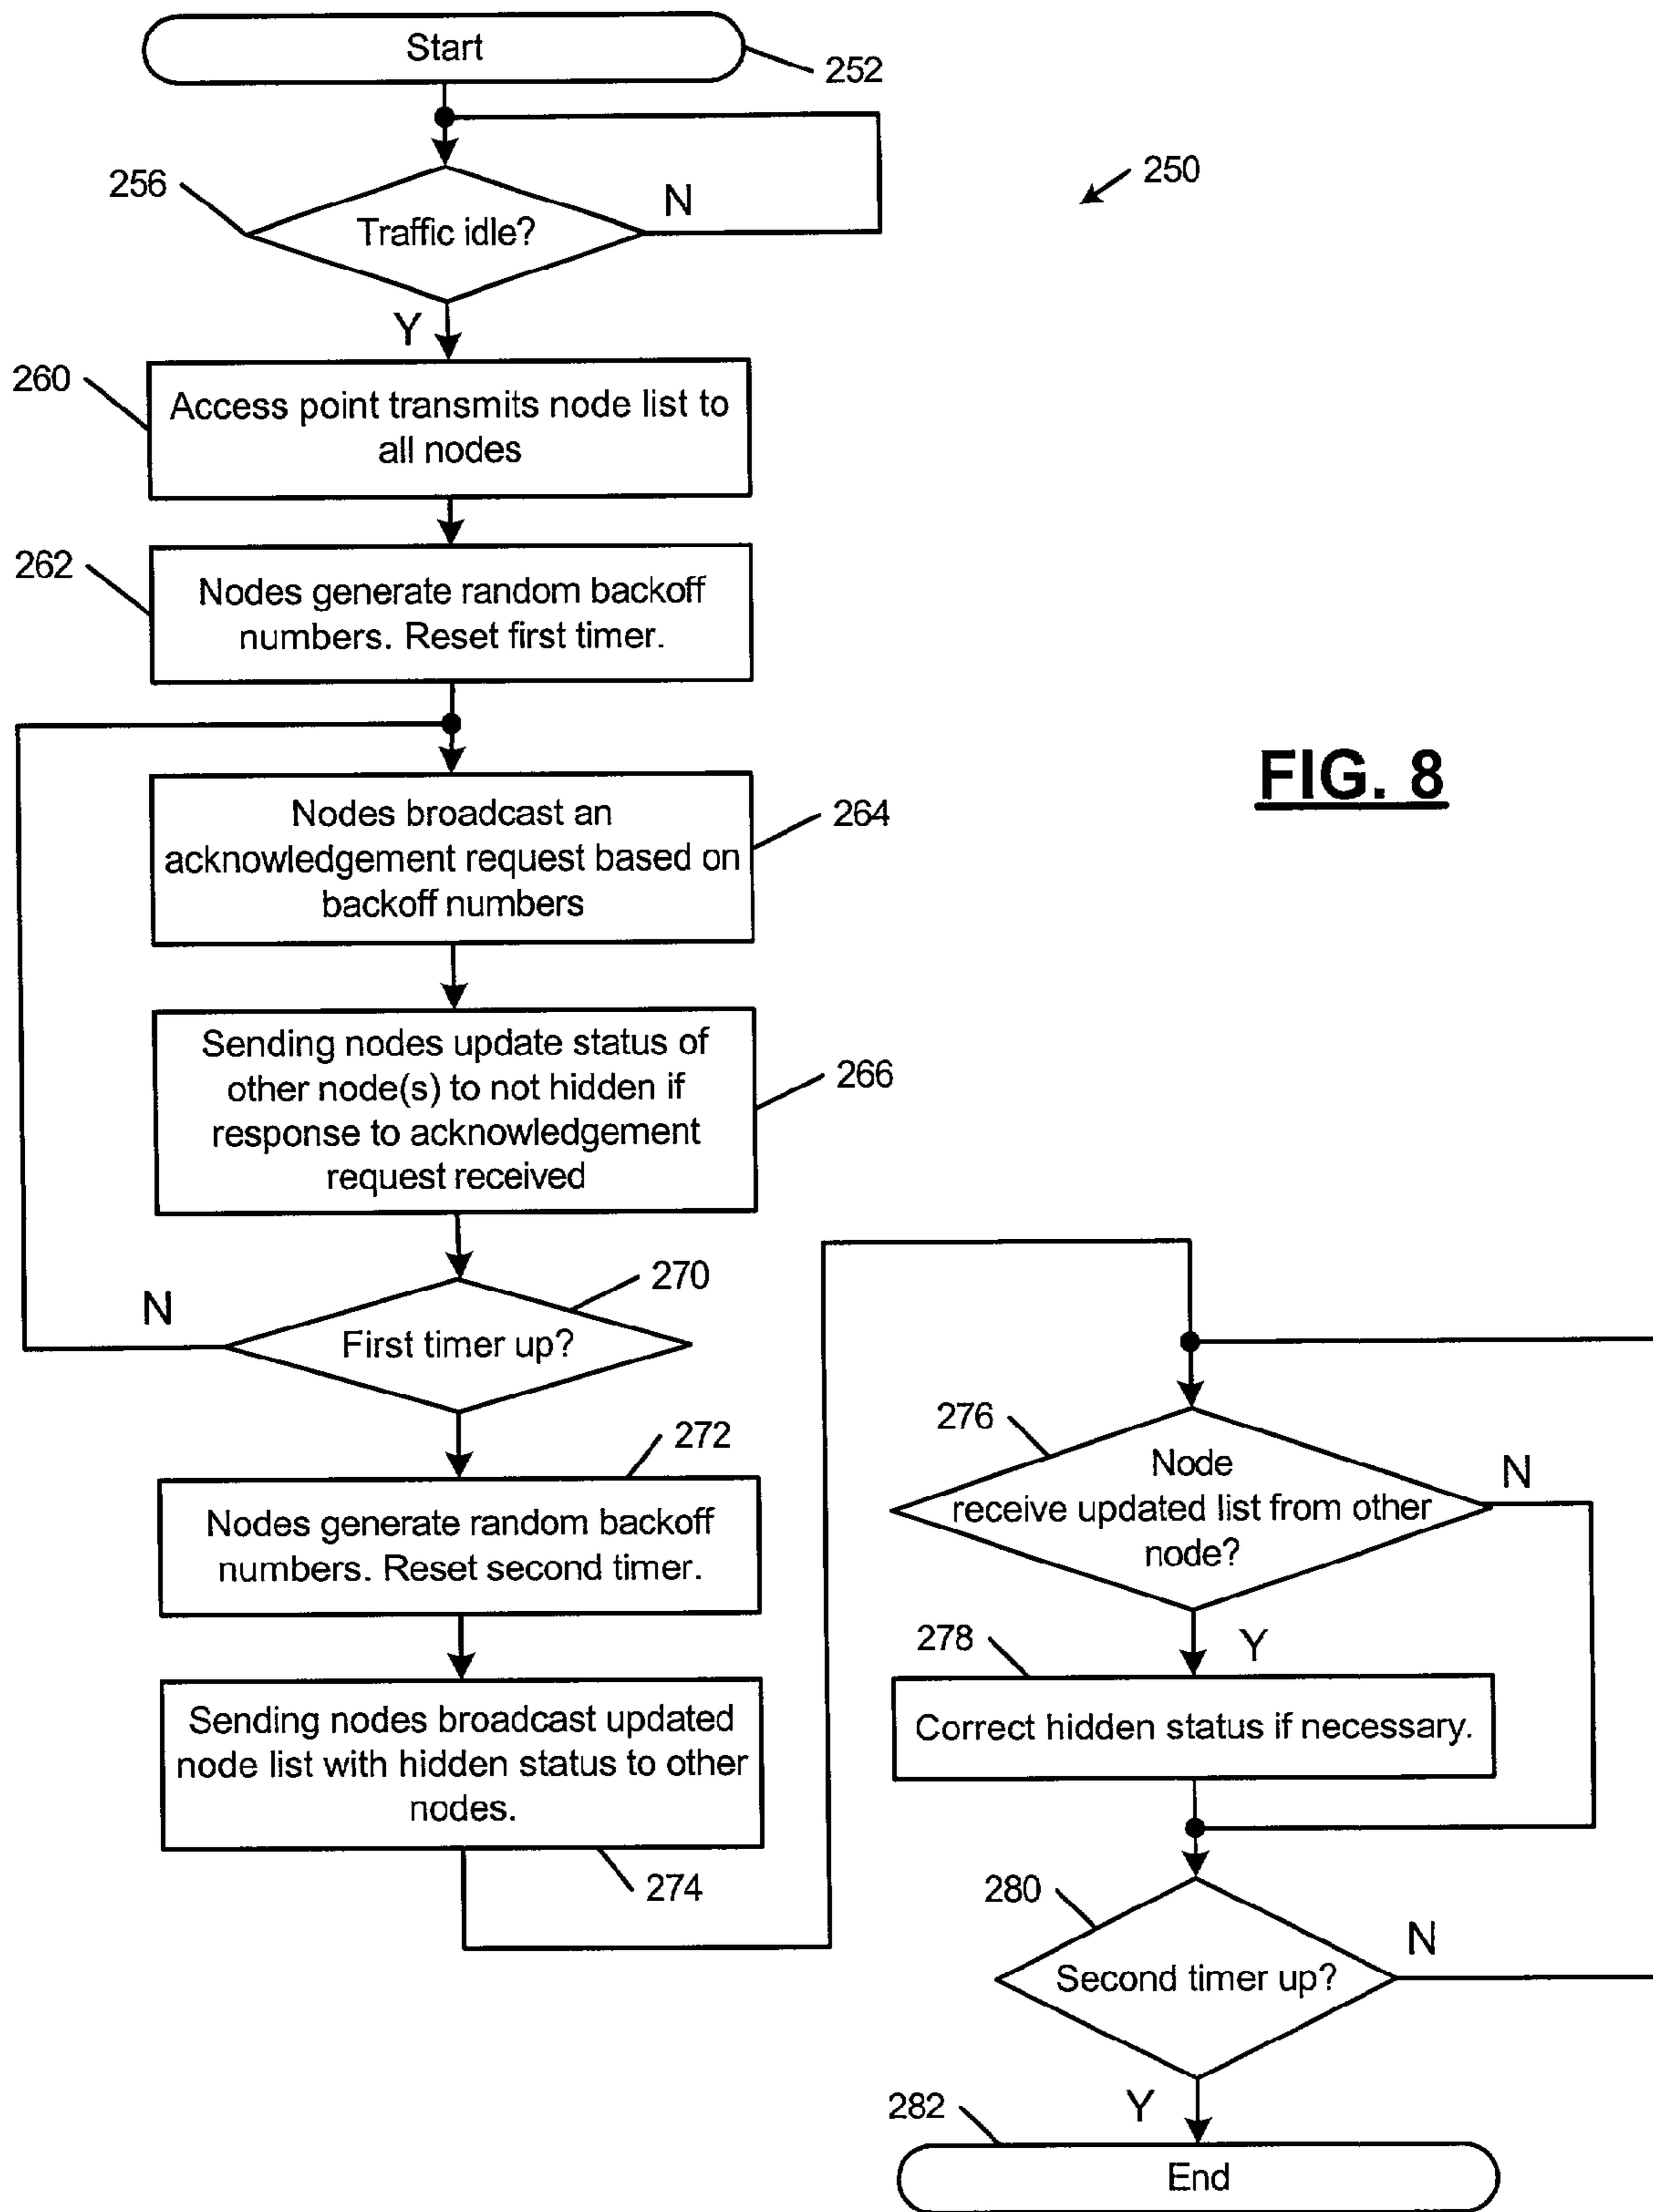 Start
252
250
256
Traffic idle?
N
Y
260
Access point transmits node list to
all nodes
262
Nodes generate random backoff
numbers. Reset first timer.
FIG. 8
264
Nodes broadcast an
acknowledgement request based on
backoff numbers
266
Sending nodes update status of
other node(s) to not hidden if
response to acknowledgement
request received
270
N
First timer up?
272
Nodes generate random backoff
numbers. Reset second timer.
Sending nodes broadcast updated
node list with hidden status to other
nodes.
274
276
Node
receive updated list from other
node?
N
Y
278
Correct hidden status if necessary.
280
Second timer up?
N
Y
282
End